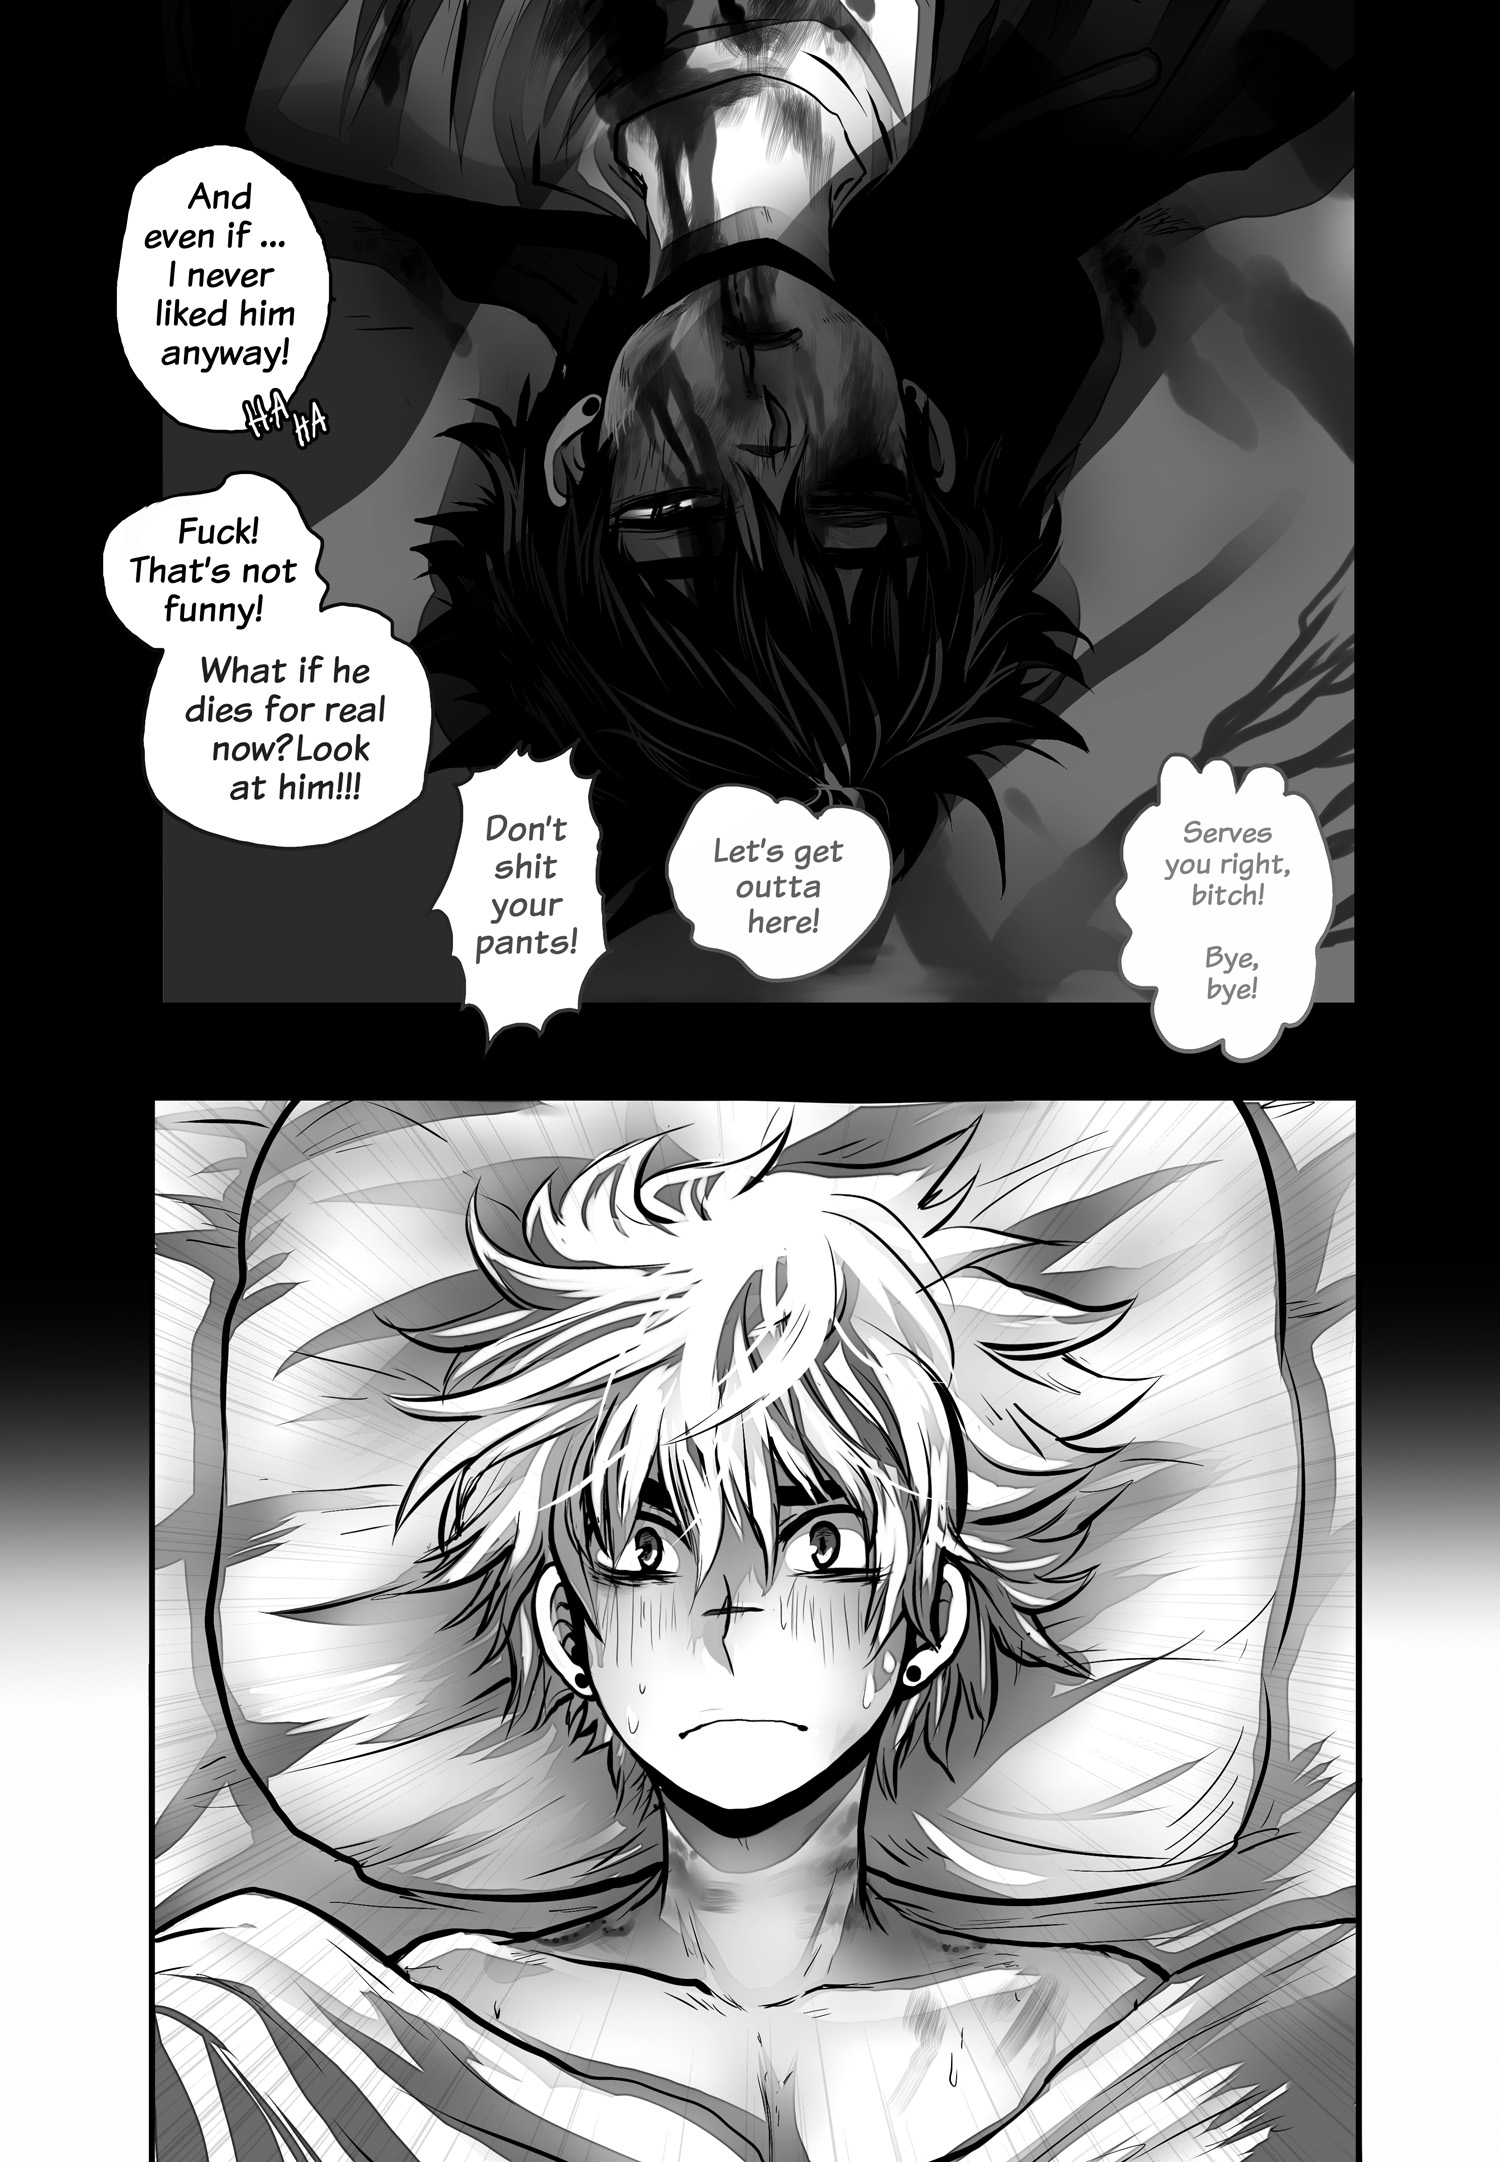 And
even if ...
I never
liked him
anyway!
HA
HA
Fuck!
That's not
funny!
What if he
dies for real
now? Look
at him!!!
Don't
shit
your
pants!
Let's get
outta
here!
Serves
you right,
bitch!
Bye,
bye!